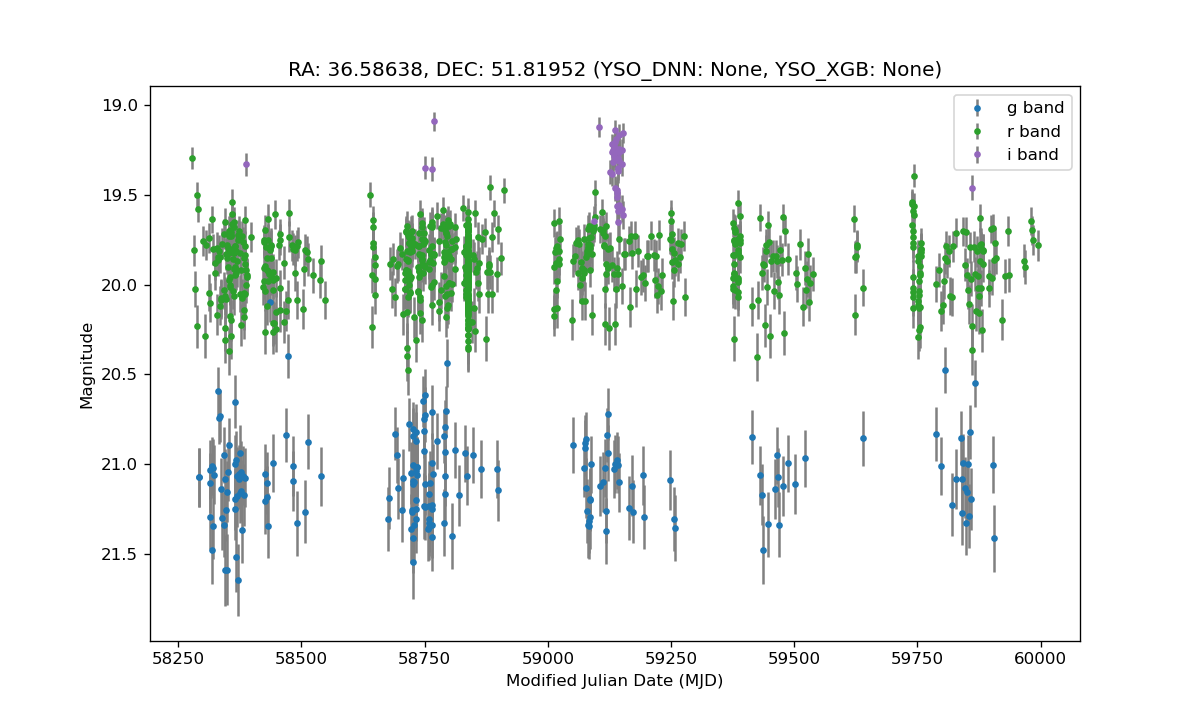 RA: 36.58638, DEC: 51.81952 (YSO_DNN: None, YSO_XGB: None)
g band
r band
i band
19.0
19.5
20.0
20.5
21.0
21.5
Magnitude
58250
58500
58750
59000
59250
59500
59750
60000
Modified Julian Date (MJD)